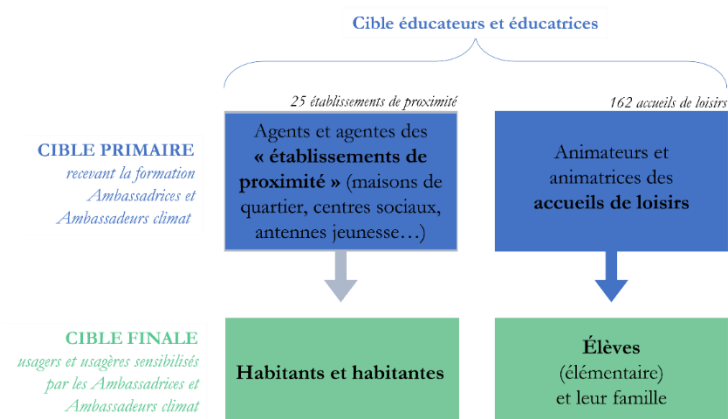 Cible éducateurs et éducatrices
25 établissements de proximité
162 accueils de loisirs
CIBLE PRIMAIRE
recevant la formation
Ambassadrices et
Ambassadeurs climat
Agents et agentes des
« établissements de
proximité » (maisons de
quartier, centres sociaux,
antennes jeunesse…)
Animateurs et
animatrices des
accueils de loisirs
CIBLE FINALE
usagers et usagères sensibilisés
par les Ambassadrices et
Ambassadeurs climat
Habitants et habitantes
Élèves
(élémentaire)
et leur famille